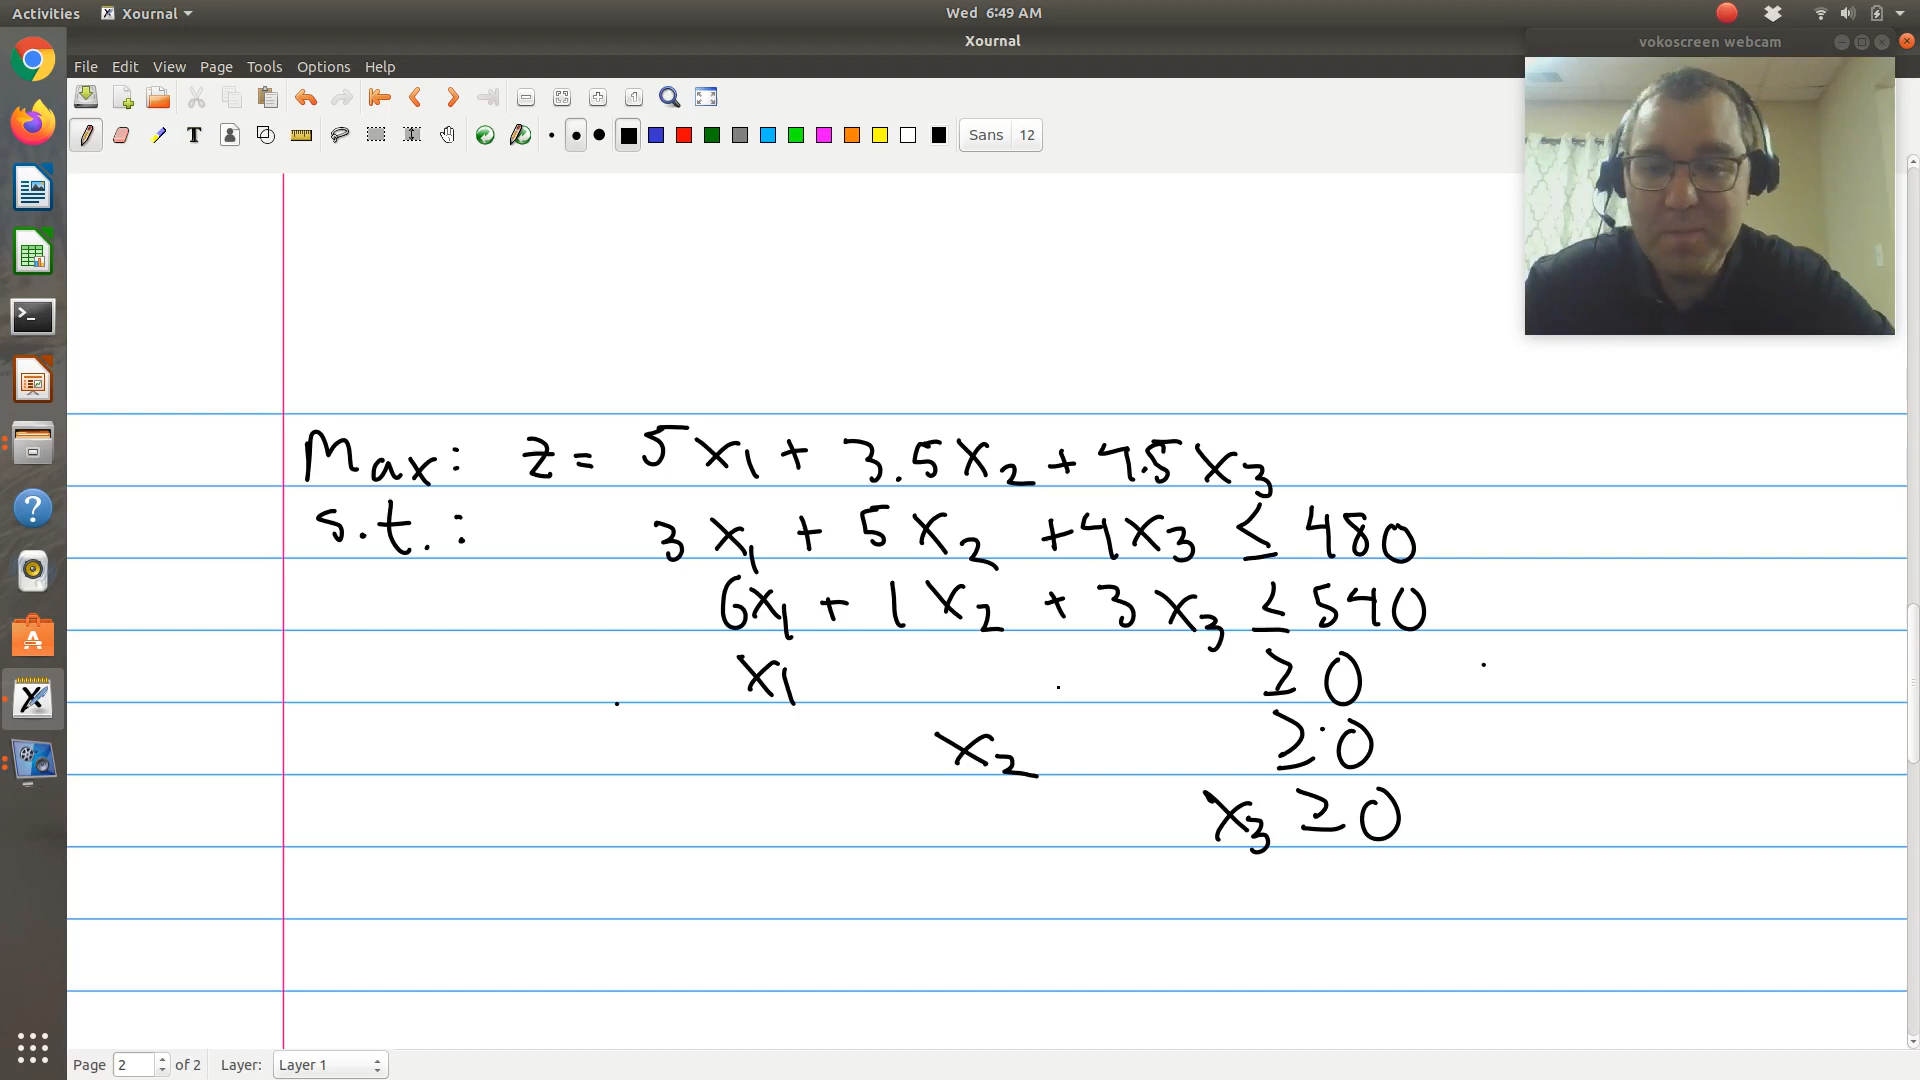 Activities Xournal Wed 6:49 AM
Xournal
vokoscreen webcam
File Edit View Page Tools Options Help
Sans 12
Max: z = 5x₁ + 3.5x₂ + 4.5x₃
s.t.: 3x₁ + 5x₂ + 4x₃ ≤ 480
6x₁ + 1x₂ + 3x₃ ≤ 540
x₁ ≥ 0
x₂ ≥ 0
x₃ ≥ 0
Page 2 of 2 Layer: Layer 1